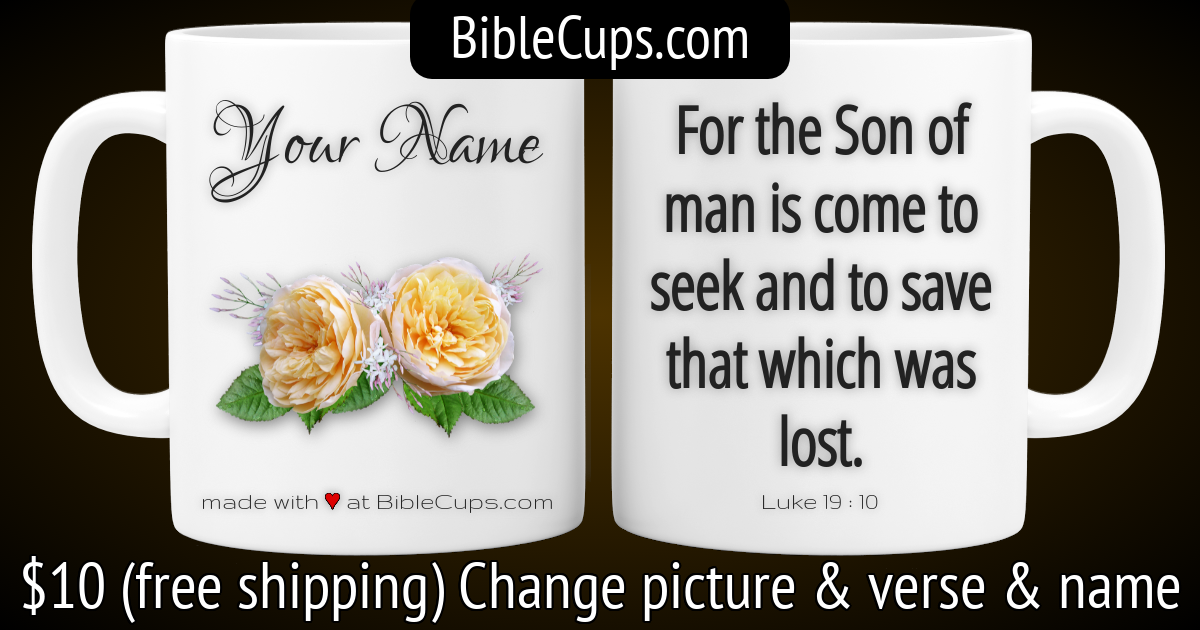 BibleCups.com
Your Name
made with ♥ at BibleCups.com
For the Son of
man is come to
seek and to save
that which was
lost.
Luke 19 : 10
$10 (free shipping) Change picture & verse & name